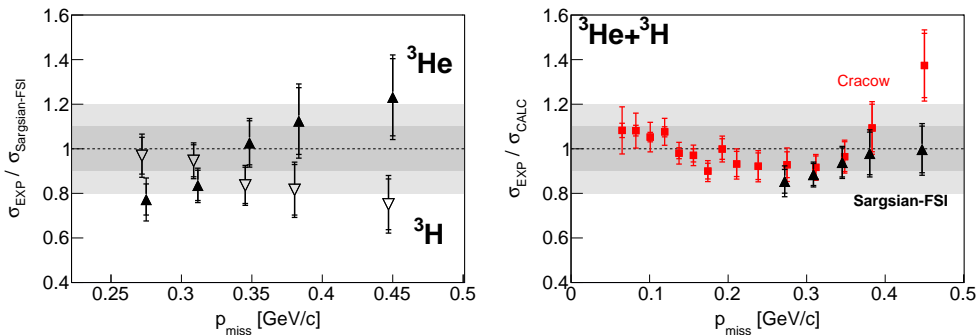 1.6
1.4
1.2
1
0.8
0.6
0.4
σEXP / σSargsian-FSI
³He
³H
0.25 0.3 0.35 0.4 0.45 0.5
pmiss [GeV/c]
1.6
1.4
1.2
1
0.8
0.6
0.4
σEXP / σCALC
³He+³H
Cracow
Sargsian-FSI
0 0.1 0.2 0.3 0.4 0.5
pmiss [GeV/c]